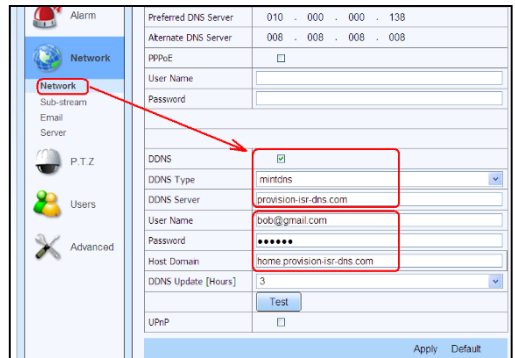 Alarm
Network
Network
Sub-stream
Email
Server
P.T.Z
Users
Advanced
Preferred DNS Server 010 . 000 . 000 . 138
Alternate DNS Server 008 . 008 . 008 . 008
PPPoE
User Name
Password
DDNS
DDNS Type mintdns
DDNS Server provision-isr-dns.com
User Name bob@gmail.com
Password ●●●●●●
Host Domain home.provision-isr-dns.com
DDNS Update [Hours] 3
Test
UPnP
Apply Default